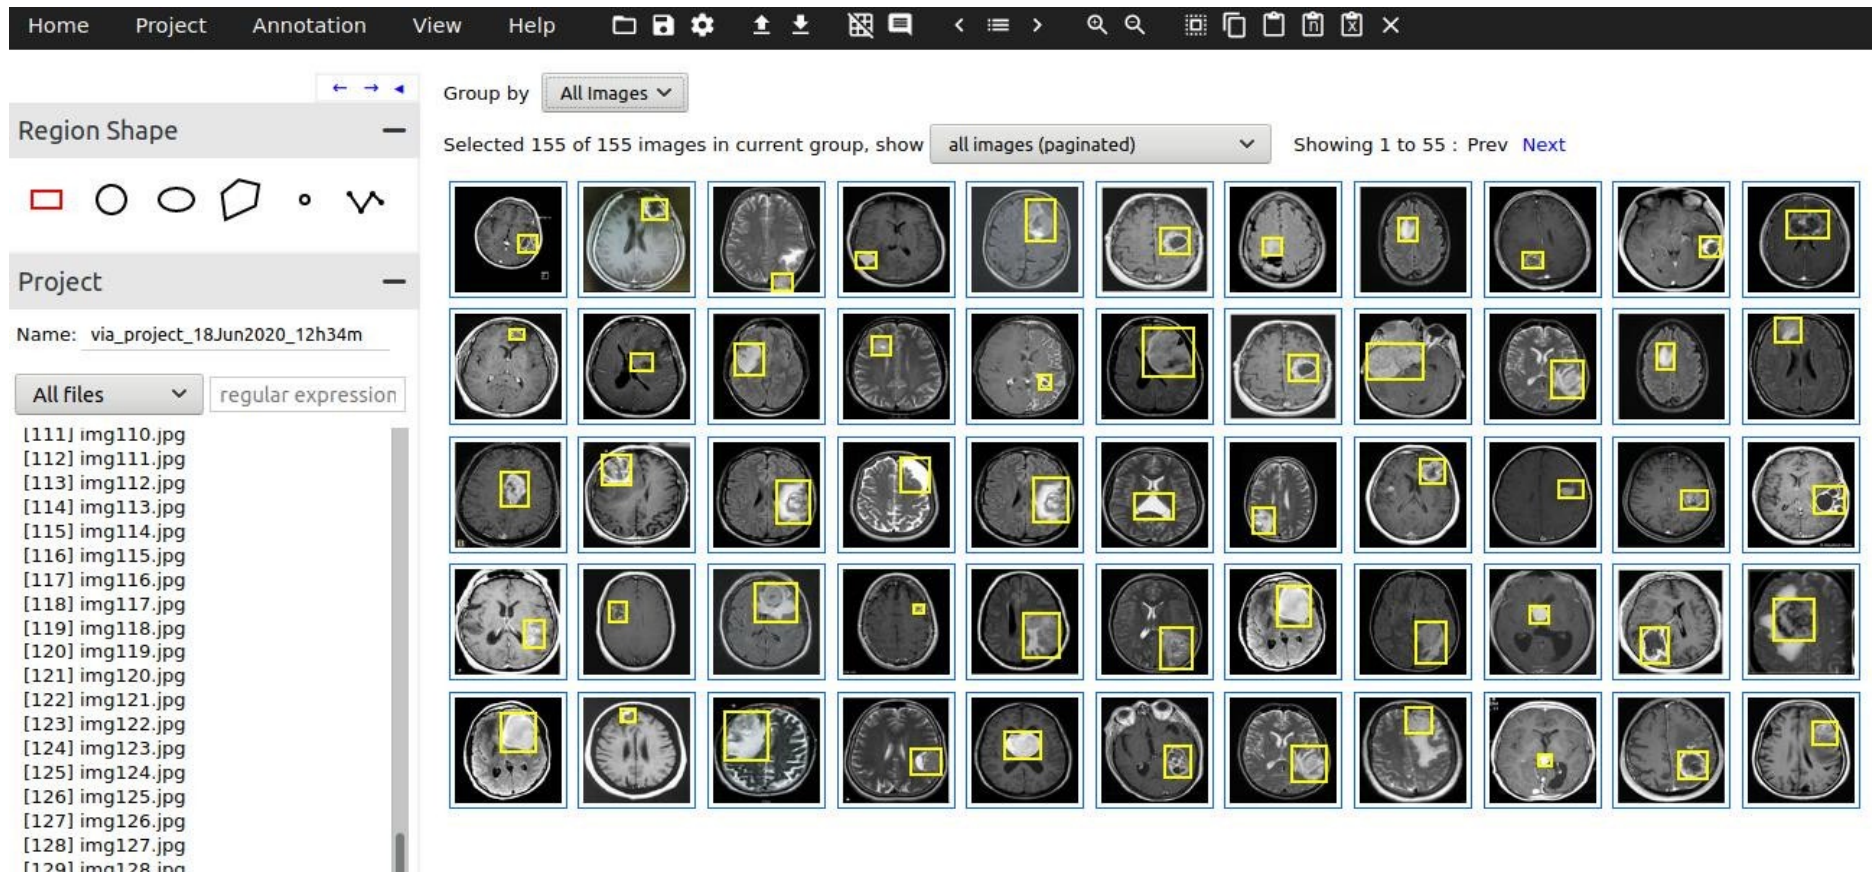 Home Project Annotation View Help
Group by All Images
Region Shape
Selected 155 of 155 images in current group, show all images (paginated) Showing 1 to 55 : Prev Next
Project
Name: via_project_18Jun2020_12h34m
All files regular expression
[111] img110.jpg
[112] img111.jpg
[113] img112.jpg
[114] img113.jpg
[115] img114.jpg
[116] img115.jpg
[117] img116.jpg
[118] img117.jpg
[119] img118.jpg
[120] img119.jpg
[121] img120.jpg
[122] img121.jpg
[123] img122.jpg
[124] img123.jpg
[125] img124.jpg
[126] img125.jpg
[127] img126.jpg
[128] img127.jpg
[129] img128.jpg